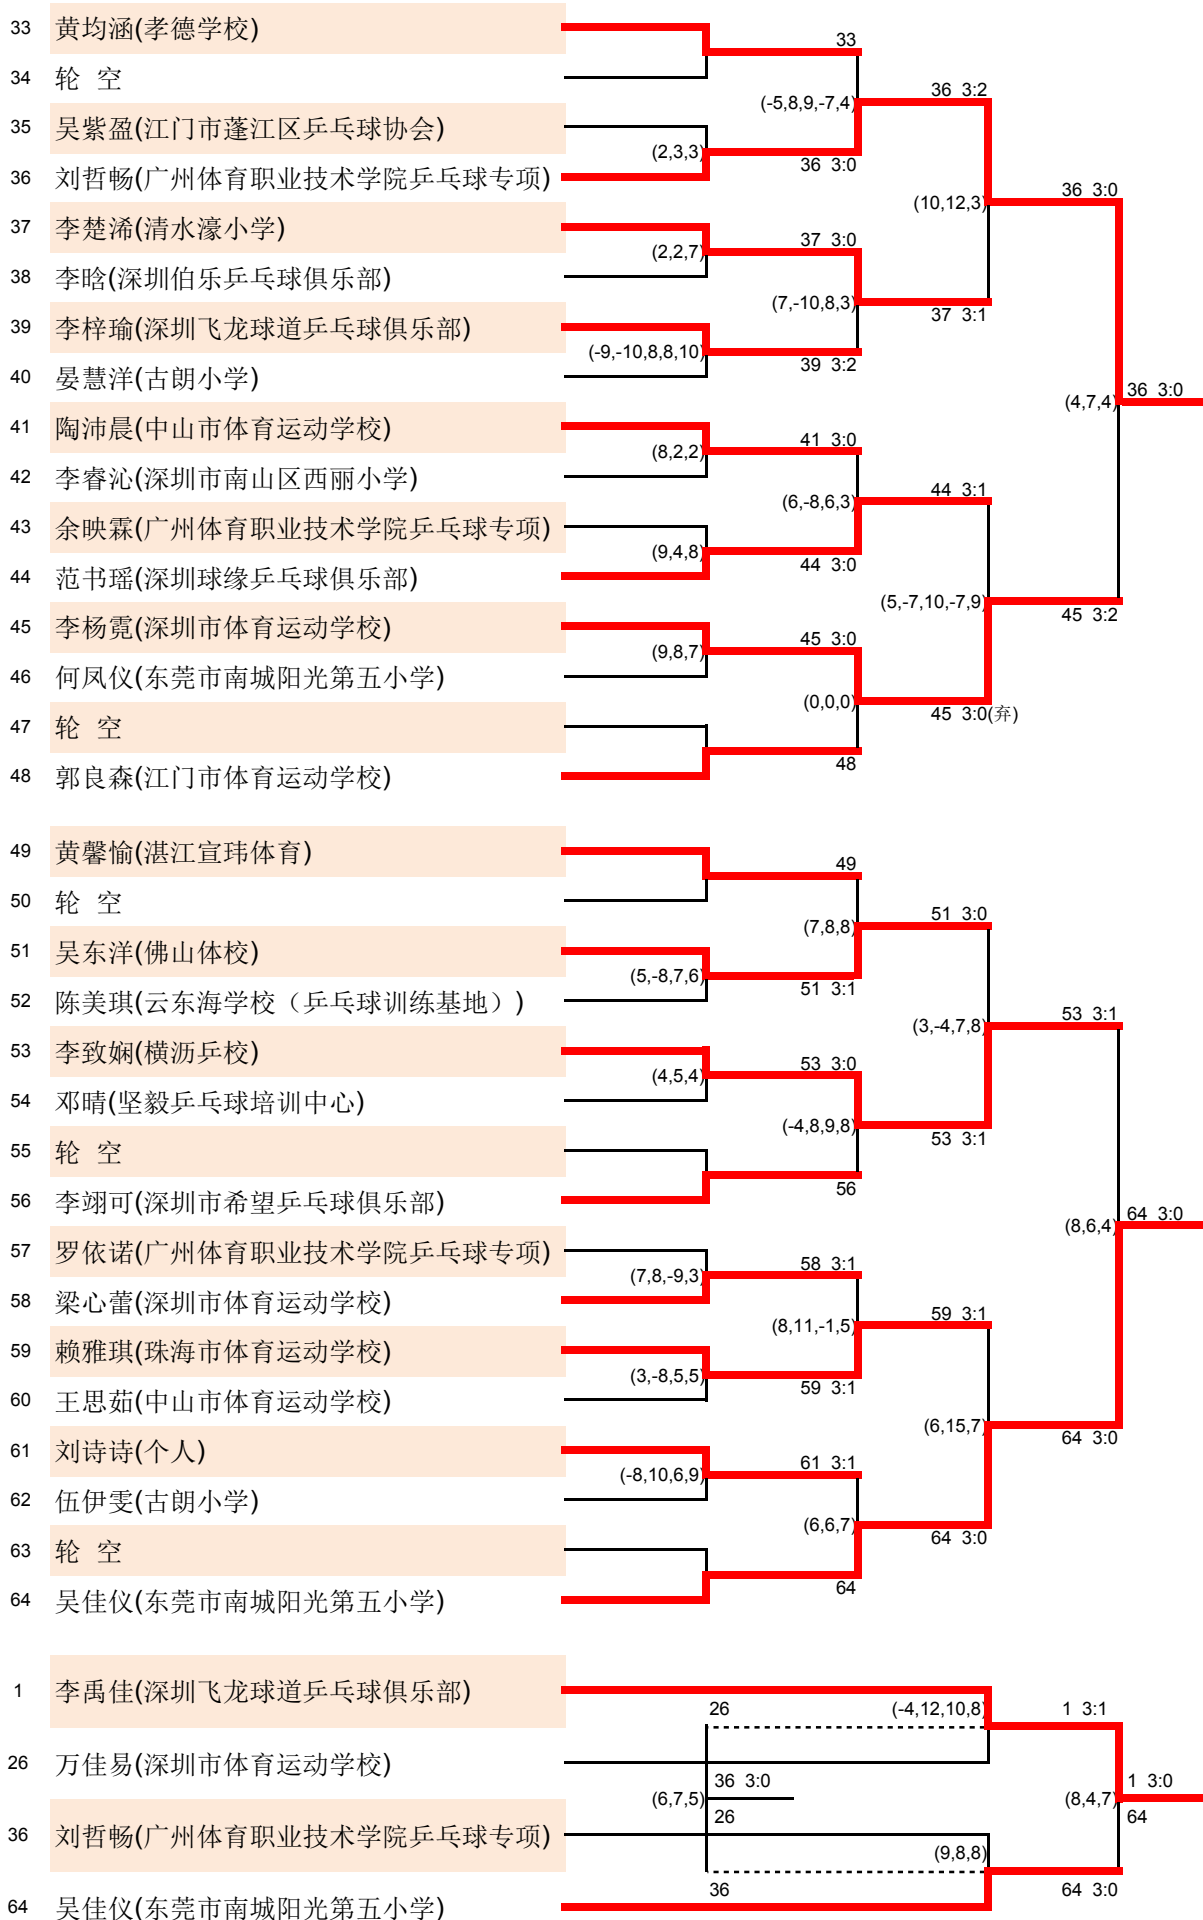 33 黄均涵(孝德学校)
33
34 轮 空
(-5,8,9,-7,4)
36 3:2
35 吴紫盈(江门市蓬江区乒乓球协会)
(2,3,3)
36 3:0
36 刘哲畅(广州体育职业技术学院乒乓球专项)
(10,12,3)
36 3:0
37 李楚浠(清水濠小学)
(2,2,7)
37 3:0
38 李晗(深圳伯乐乒乓球俱乐部)
(7,-10,8,3)
37 3:1
39 李梓瑜(深圳飞龙球道乒乓球俱乐部)
(-9,-10,8,8,10)
39 3:2
40 晏慧洋(古朗小学)
(4,7,4)
36 3:0
41 陶沛晨(中山市体育运动学校)
(8,2,2)
41 3:0
42 李睿沁(深圳市南山区西丽小学)
(6,-8,6,3)
44 3:1
43 余映霖(广州体育职业技术学院乒乓球专项)
(9,4,8)
44 3:0
44 范书瑶(深圳球缘乒乓球俱乐部)
(5,-7,10,-7,9)
45 3:2
45 李杨霓(深圳市体育运动学校)
(9,8,7)
45 3:0
46 何凤仪(东莞市南城阳光第五小学)
(0,0,0)
45 3:0(弃)
47 轮 空
48
48 郭良森(江门市体育运动学校)
49 黄馨愉(湛江宣玮体育)
49
50 轮 空
(7,8,8)
51 3:0
51 吴东洋(佛山体校)
(5,-8,7,6)
51 3:1
52 陈美琪(云东海学校（乒乓球训练基地）)
(3,-4,7,8)
53 3:1
53 李致娴(横沥乒校)
(4,5,4)
53 3:0
54 邓晴(坚毅乒乓球培训中心)
(-4,8,9,8)
53 3:1
55 轮 空
56
56 李翊可(深圳市希望乒乓球俱乐部)
(8,6,4)
64 3:0
57 罗依诺(广州体育职业技术学院乒乓球专项)
(7,8,-9,3)
58 3:1
58 梁心蕾(深圳市体育运动学校)
(8,11,-1,5)
59 3:1
59 赖雅琪(珠海市体育运动学校)
(3,-8,5,5)
59 3:1
60 王思茹(中山市体育运动学校)
(6,15,7)
64 3:0
61 刘诗诗(个人)
(-8,10,6,9)
61 3:1
62 伍伊雯(古朗小学)
(6,6,7)
64 3:0
63 轮 空
64
64 吴佳仪(东莞市南城阳光第五小学)
1 李禹佳(深圳飞龙球道乒乓球俱乐部)
26
(-4,12,10,8)
1 3:1
26 万佳易(深圳市体育运动学校)
(6,7,5)
36 3:0
26
(8,4,7)
1 3:0
64
36 刘哲畅(广州体育职业技术学院乒乓球专项)
(9,8,8)
36
64 3:0
64 吴佳仪(东莞市南城阳光第五小学)